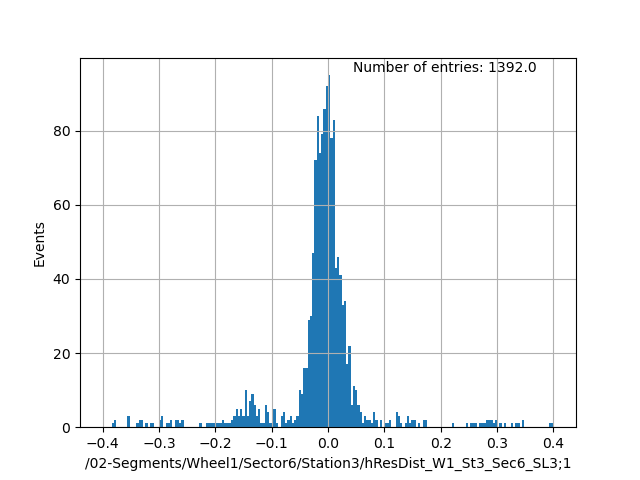 Number of entries: 1392.0
Events
80
60
40
20
0
−0.4 −0.3 −0.2 −0.1 0.0 0.1 0.2 0.3 0.4
/02-Segments/Wheel1/Sector6/Station3/hResDist_W1_St3_Sec6_SL3;1